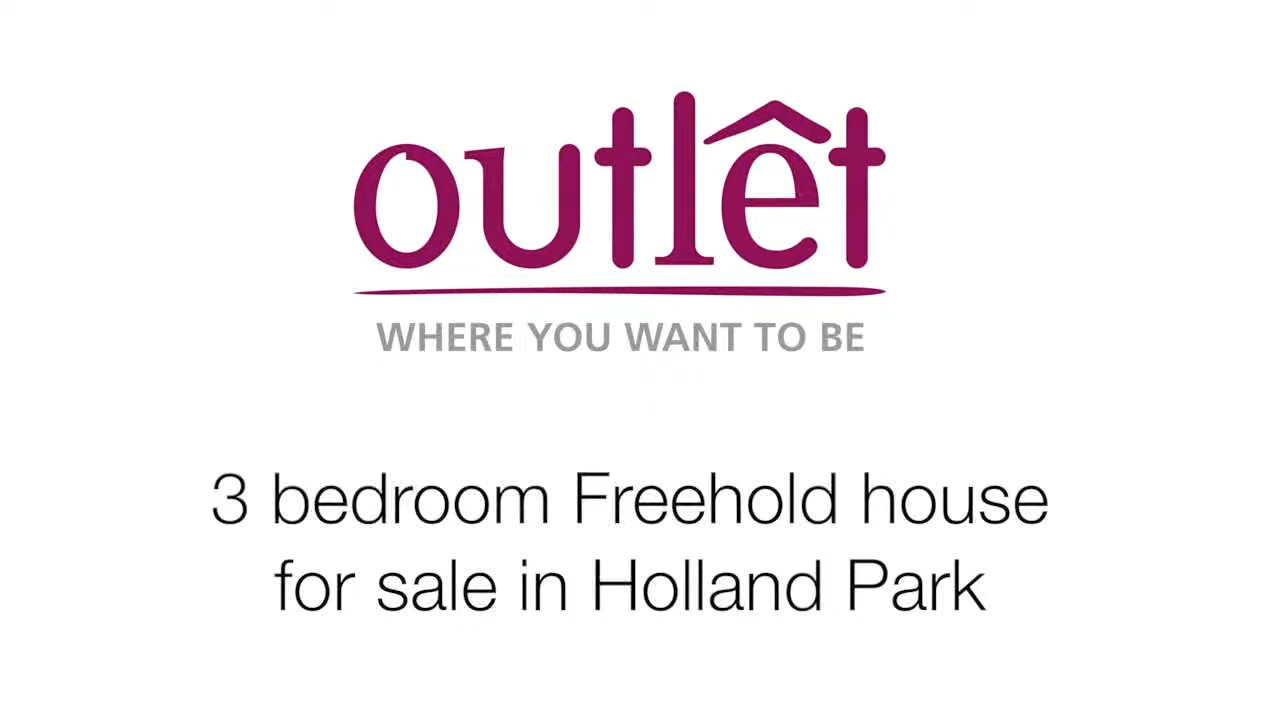 outlêt
WHERE YOU WANT TO BE
3 bedroom Freehold house
for sale in Holland Park